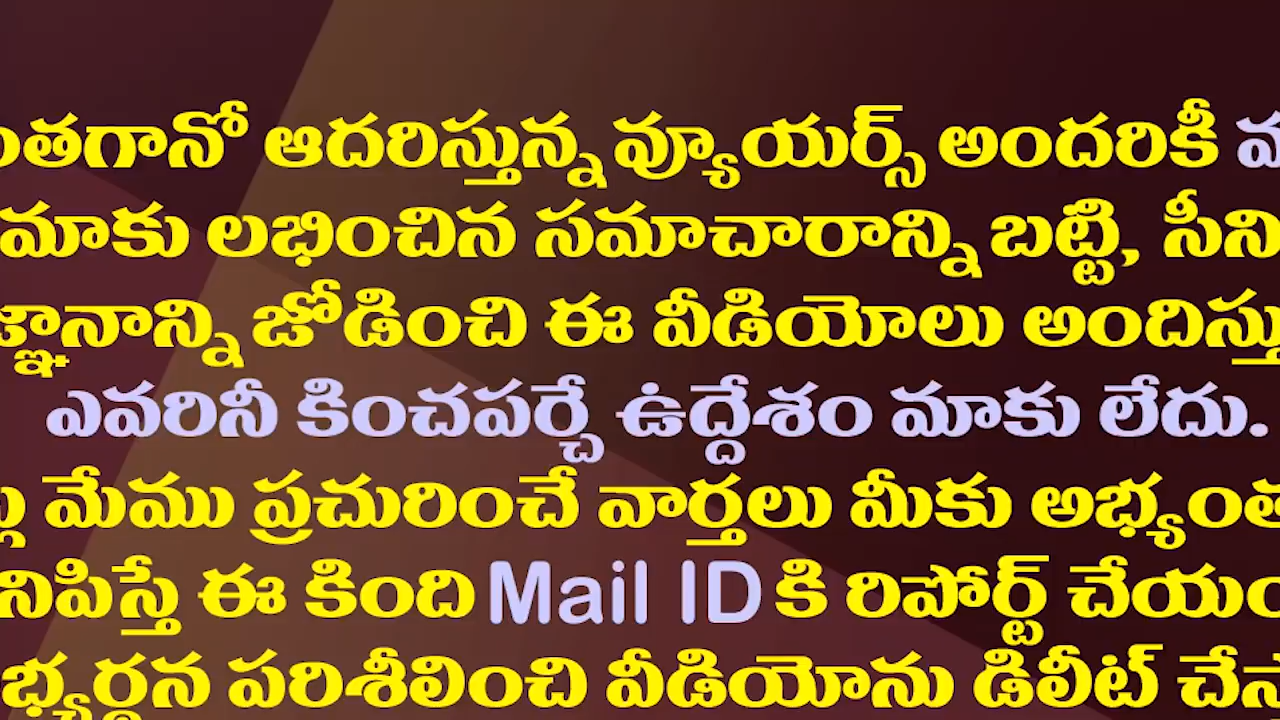 ంతగానో ఆదరిస్తున్న వ్యూయర్స్ అందరికీ
మాకు లభించిన సమాచారాన్ని బట్టి, సీని
జ్ఞానాన్ని జోడించి ఈ వీడియోలు అందిస్తు
ఎవరినీ కించపర్చే ఉద్దేశం మాకు లేదు.
మేము ప్రచురించే వార్తలు మీకు అభ్యంత
నిపిస్తే ఈ కింది Mail ID కి రిపోర్ట్ చేయం
భ్యర్థన పరిశీలించి వీడియోను డిలీట్ చేస